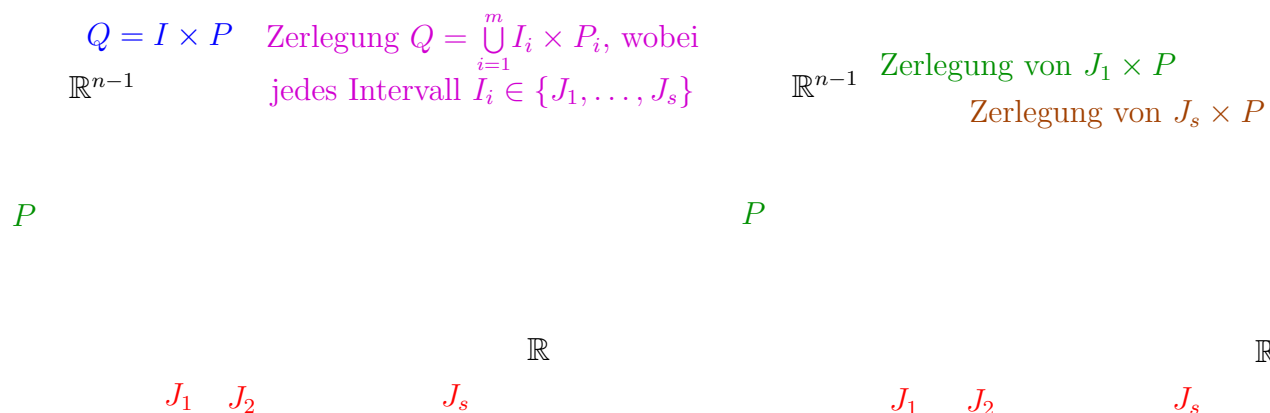 Q = I × P
Zerlegung Q = ⋃_{i=1}^{m} I_i × P_i, wobei
jedes Intervall I_i ∈ {J_1, …, J_s}
ℝ^{n−1}
P
ℝ
J_1 J_2 J_s
ℝ^{n−1}
Zerlegung von J_1 × P
Zerlegung von J_s × P
P
ℝ
J_1 J_2 J_s